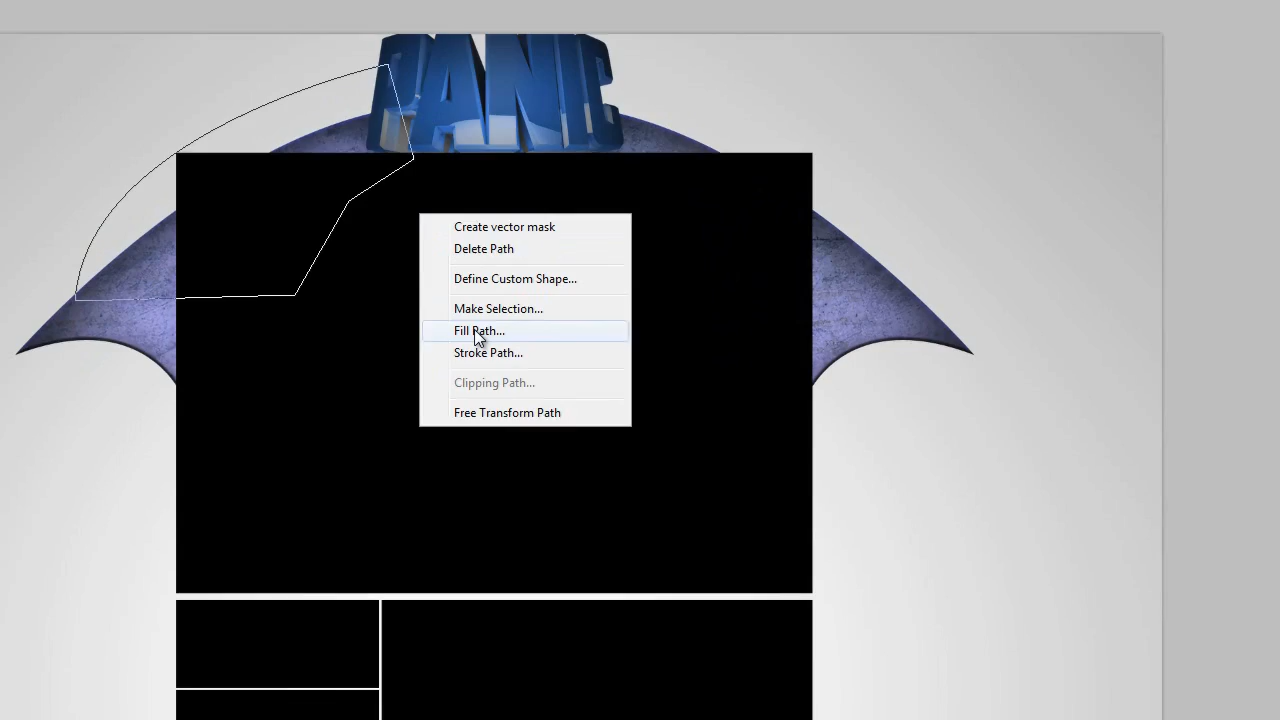 Create vector mask
Delete Path
Define Custom Shape...
Make Selection...
Fill Path...
Stroke Path...
Clipping Path...
Free Transform Path